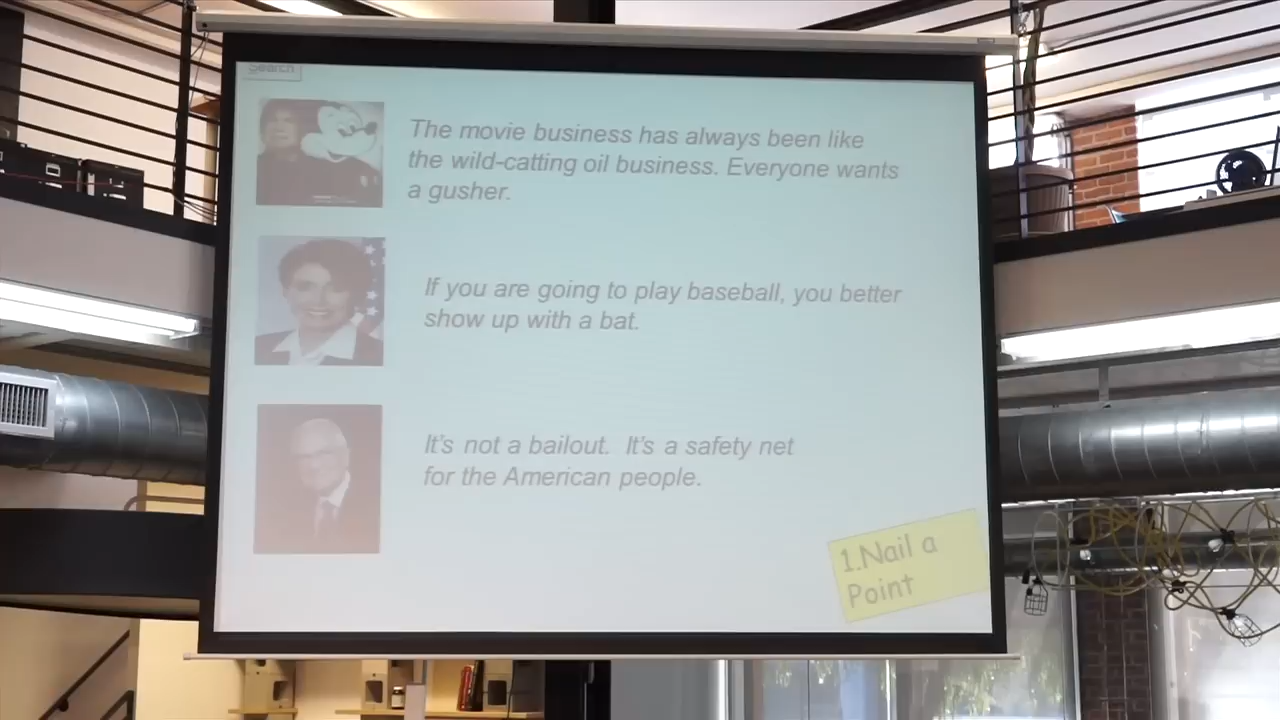 Search
The movie business has always been like
the wild-catting oil business. Everyone wants
a gusher.
If you are going to play baseball, you better
show up with a bat.
It's not a bailout.  It's a safety net
for the American people.
1.Nail a
Point